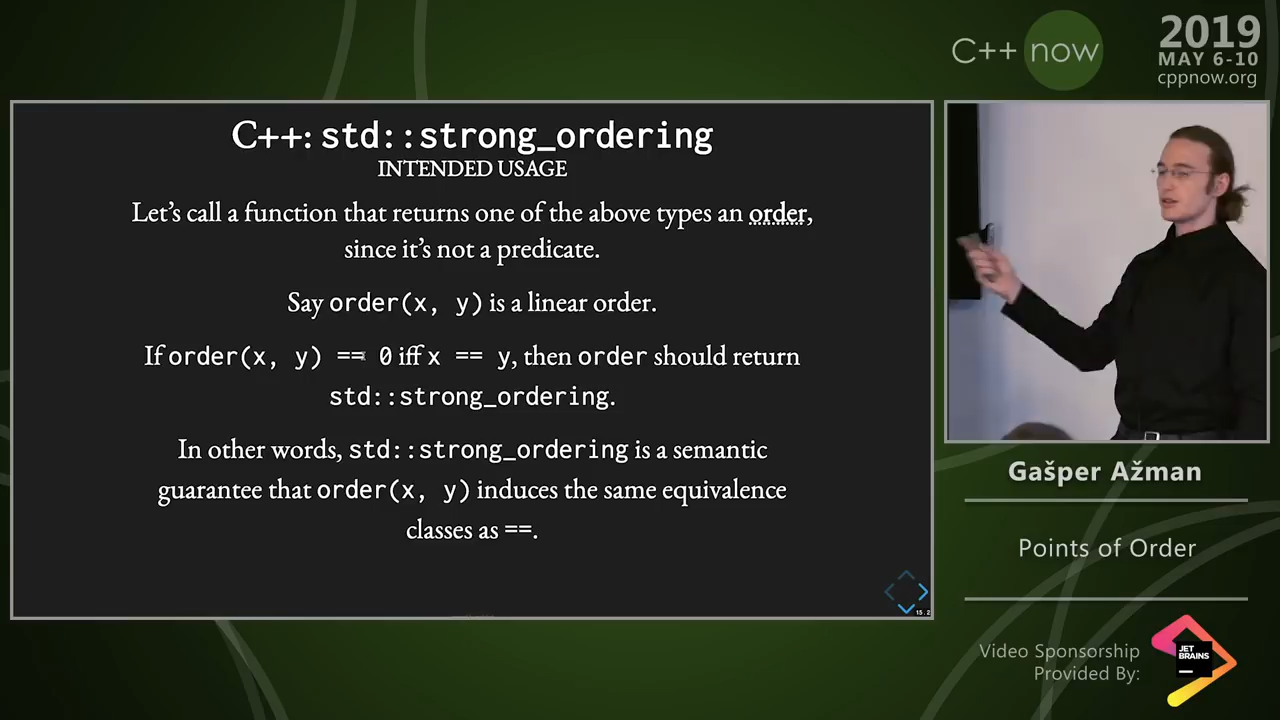 C++ now
2019
MAY 6-10
cppnow.org
C++: std::strong_ordering
INTENDED USAGE
Let's call a function that returns one of the above types an order,
since it's not a predicate.
Say order(x, y) is a linear order.
If order(x, y) == 0 iff x == y, then order should return
std::strong_ordering.
In other words, std::strong_ordering is a semantic
guarantee that order(x, y) induces the same equivalence
classes as ==.
15.2
Gašper Ažman
Points of Order
Video Sponsorship
Provided By:
JET
BRAINS